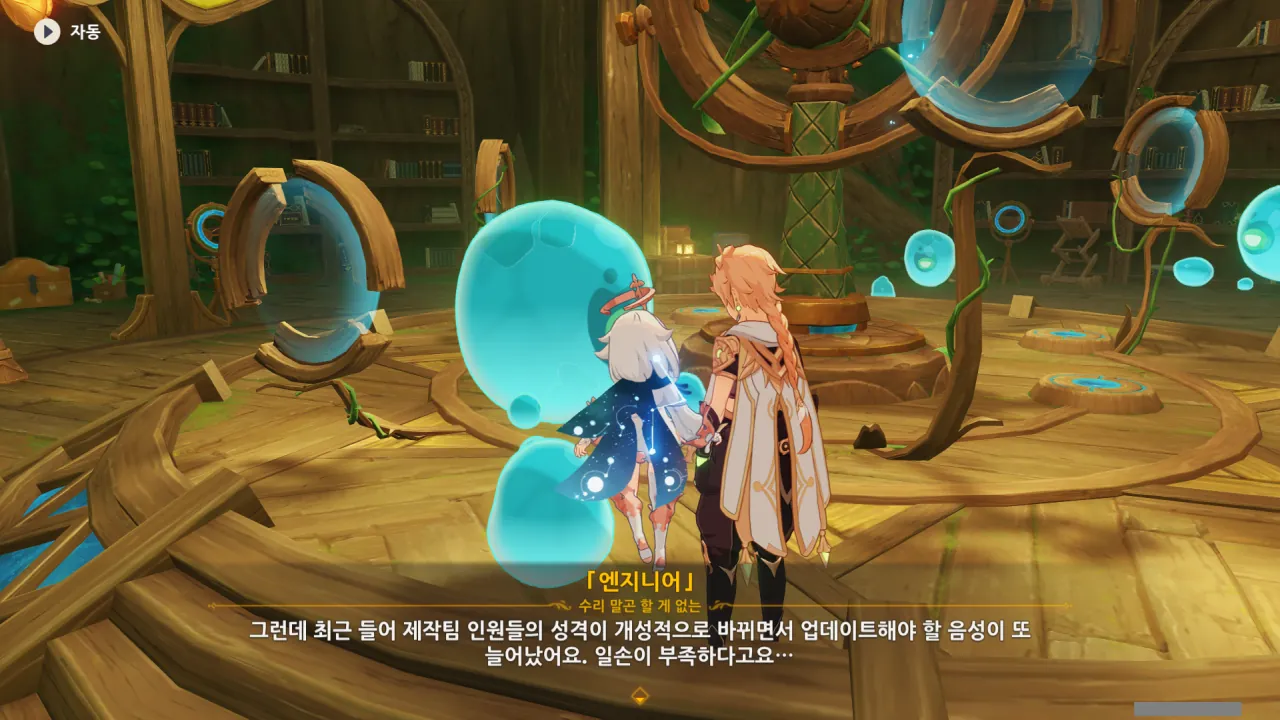 자동
「엔지니어」
수리 말곤 할 게 없는
그런데 최근 들어 제작팀 인원들의 성격이 개성적으로 바뀌면서 업데이트해야 할 음성이 또
늘어났어요. 일손이 부족하다고요…